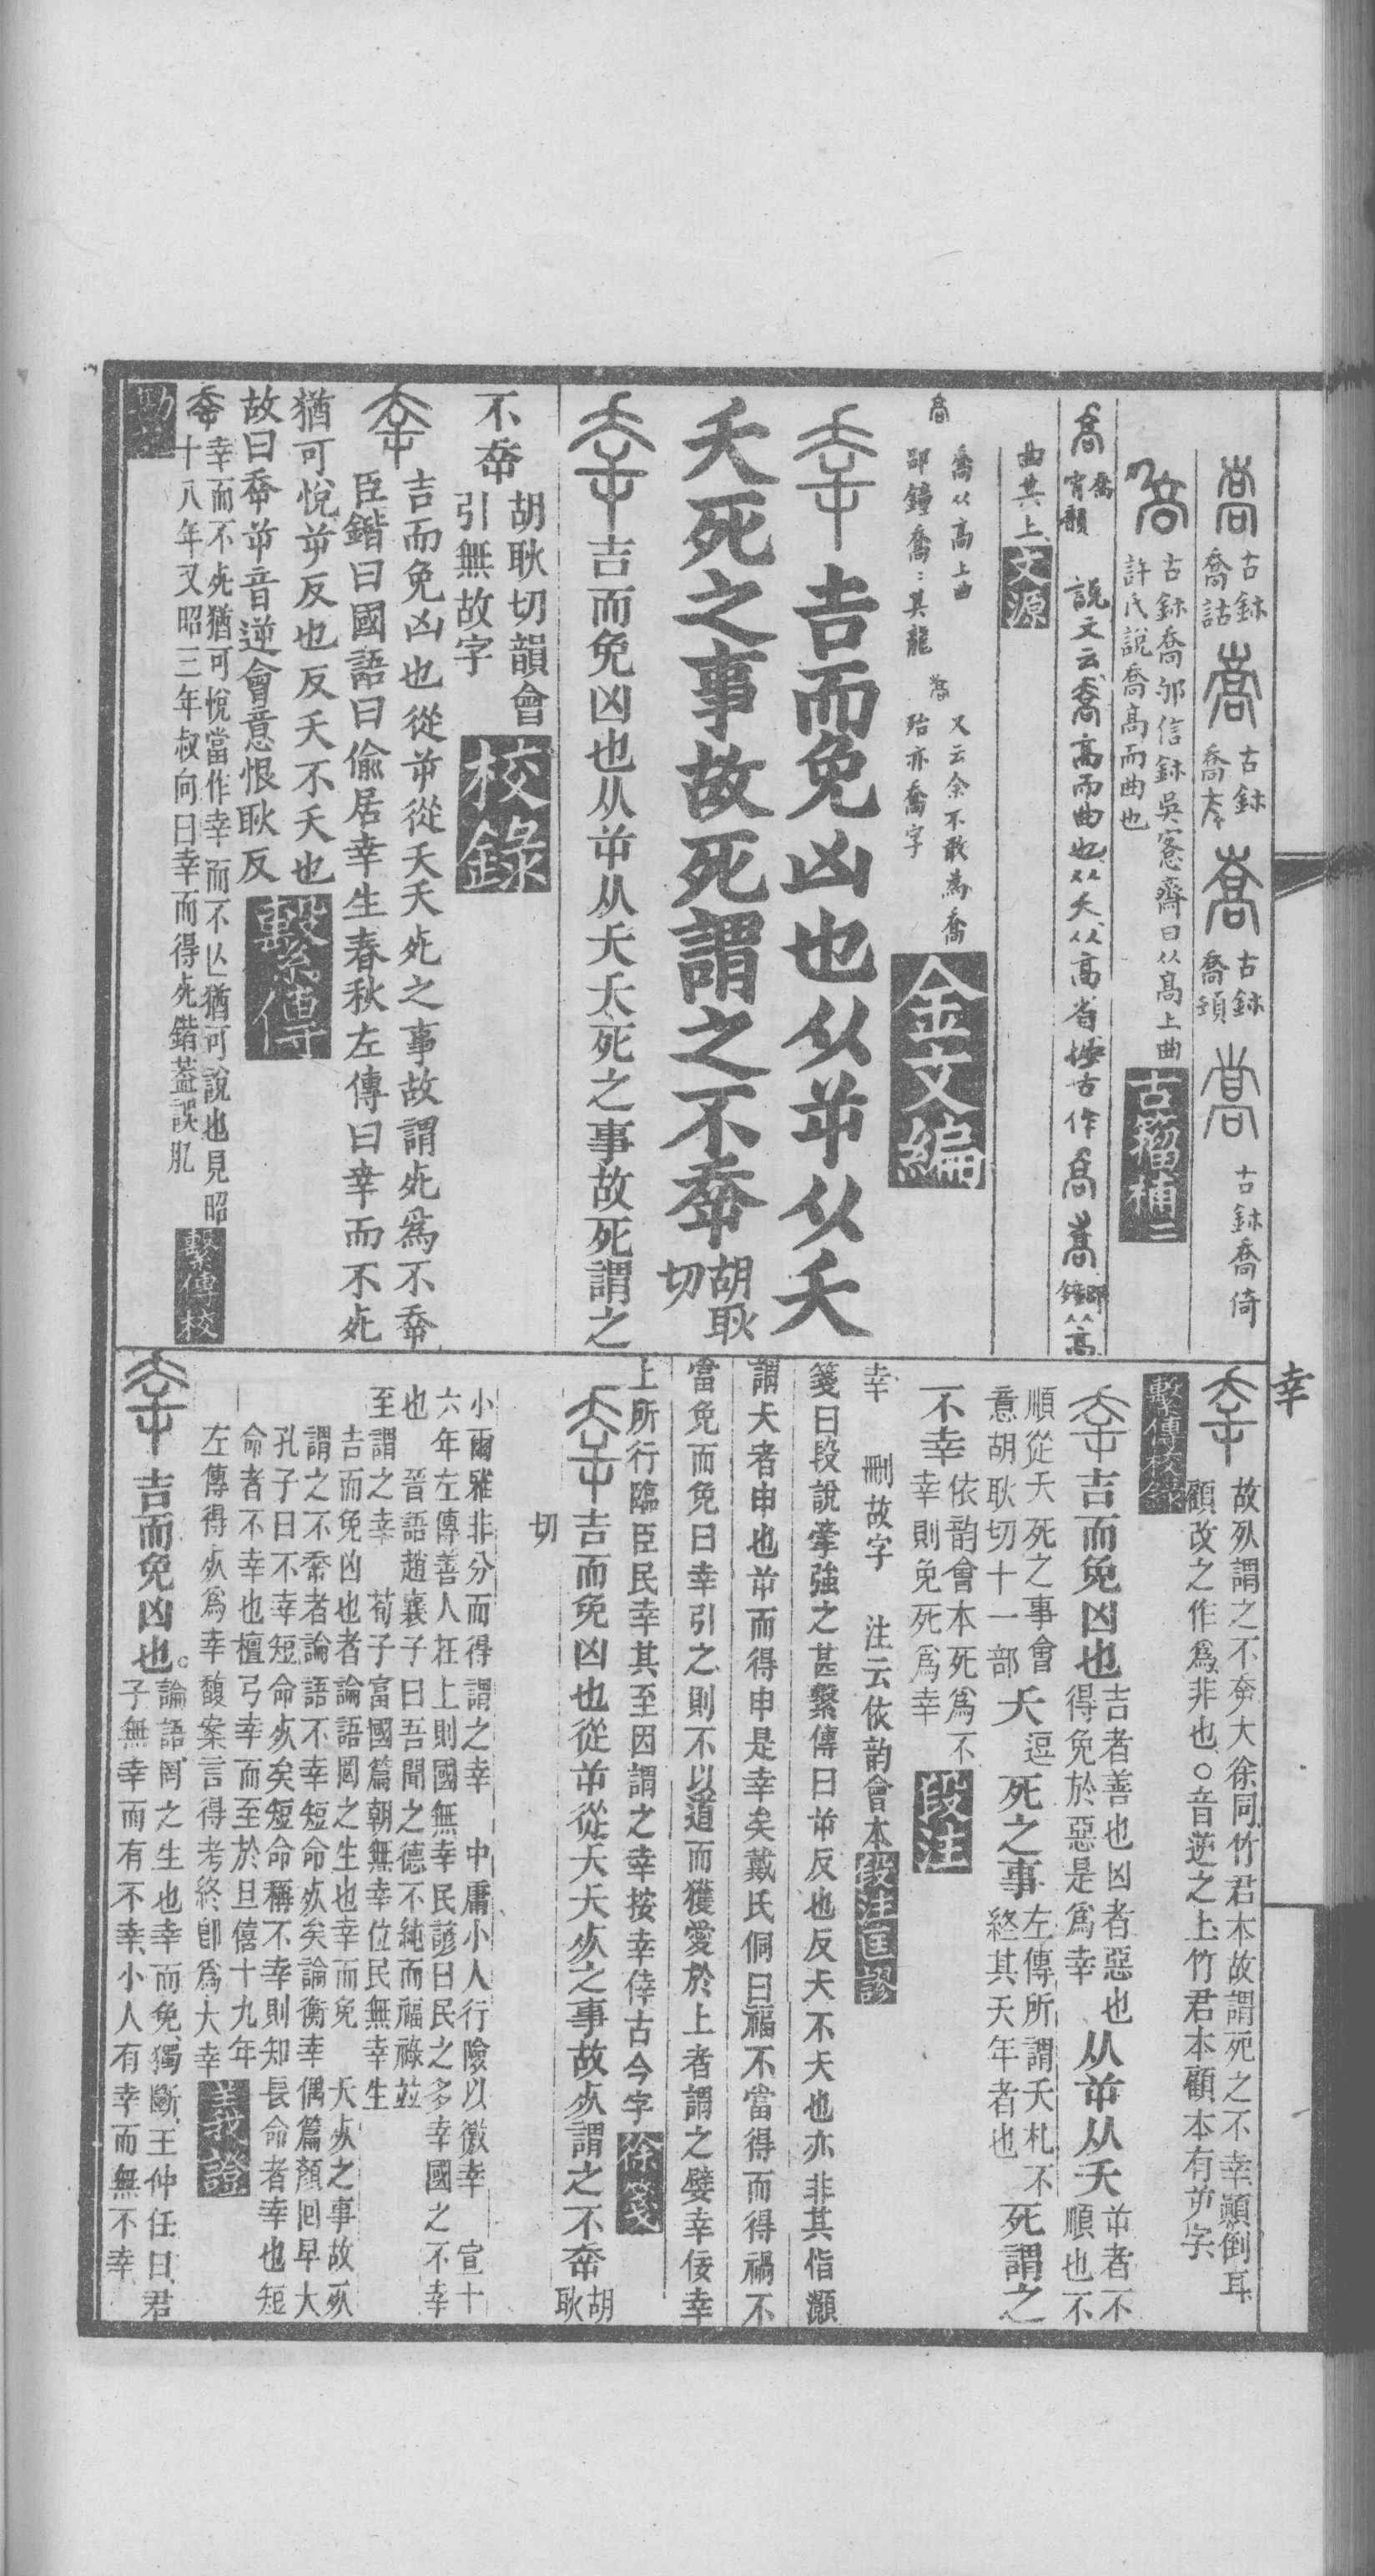 古鉨喬䛩
古鉨喬𡴘
古鉨喬頚
古鉨喬倚
古鉨喬邤信鉨吳窓齋曰从高上曲
許氏說喬高而曲也
古籀補二
喬宵韻
說文云喬高而曲也从夭从高省
曲其上
文源
喬从高上曲
邵鐘喬喬其龍
又云余不敢爲喬
殆亦喬字
金文編
吉而免凶也从屰从夭
夭死之事故死謂之不㚔
胡耿切
吉而免凶也从屰从夭夭死之事故死謂之
不㚔
胡耿切韻會
引無故字
校錄
吉而免凶也從屰從夭夭死之事故謂死爲不㚔
臣鍇曰國語曰偸居幸生春秋左傳曰幸而不死
猶可悅屰反也反夭不夭也
故曰㚔屰音逆會意恨耿反
繫傳
㚔
幸而不死猶可悅當作幸而不亾猶可說也見昭
十八年又昭三年叔向曰幸而得死鍇葢誤肊
繫傳校
勘記
故死謂之不㚔大徐同竹君本故謂死之不幸顚倒耳
顧改之作爲非也○音逆之上竹君本顧本有屰字
繫傳校錄
吉而免凶也
吉者善也凶者惡也
得免於惡是爲幸
从屰从夭
屰者不
順也不
順從夭死之事會
意胡耿切十一部
夭
逗
死之事
左傳所謂夭札不
終其天年者也
死謂之
不幸
依韵會本死爲不
幸則免死爲幸
段注
幸
刪故字
注云依韵會本
段注匡謬
箋曰段說牽強之甚繫傳曰屰反也反夭不夭也亦非其恉灝
謂夭者申也屰而得申是幸矣戴氏侗曰福不當得而得禍不
當免而免曰幸引之則不以道而獲愛於上者謂之嬖幸佞幸
上所行臨臣民幸其至因謂之幸按幸倖古今字
徐箋
吉而免凶也從屰從夭夭死之事故死謂之不㚔
胡耿
切
小爾雅非分而得謂之幸
中庸小人行險以徼幸
宣十
六年左傳善人在上則國無幸民諺曰民之多幸國之不幸
也
晉語趙襄子曰吾聞之德不純而福祿竝
至謂之幸
荀子富國篇朝無幸位民無幸生
吉而免凶也者論語罔之生也幸而免
夭死之事故死
謂之不㚔者論語不幸短命死矣論衡幸偶篇顏回早夭
孔子曰不幸短命死矣短命稱不幸則知長命者幸也短
命者不幸也檀弓幸而至於旦僖十九年
左傳得死爲幸馥案言得考終卽爲大幸
義證
吉而免凶也
論語罔之生也幸而免獨斷王仲任曰君
子無幸而有不幸小人有幸而無不幸
幸